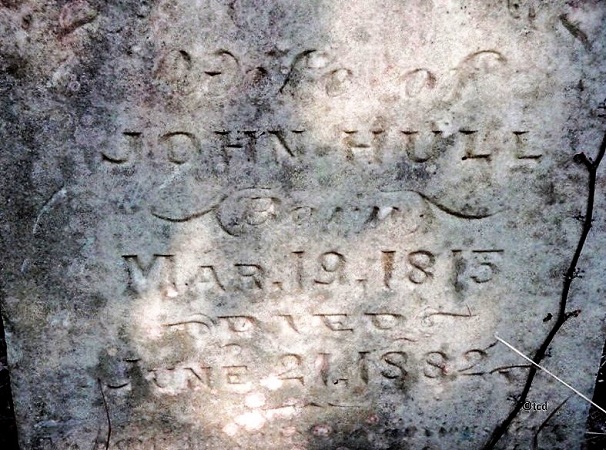 Wife of
JOHN HULL
Born
MAR. 19, 1815
DIED
JUNE 21, 1882
©tcd